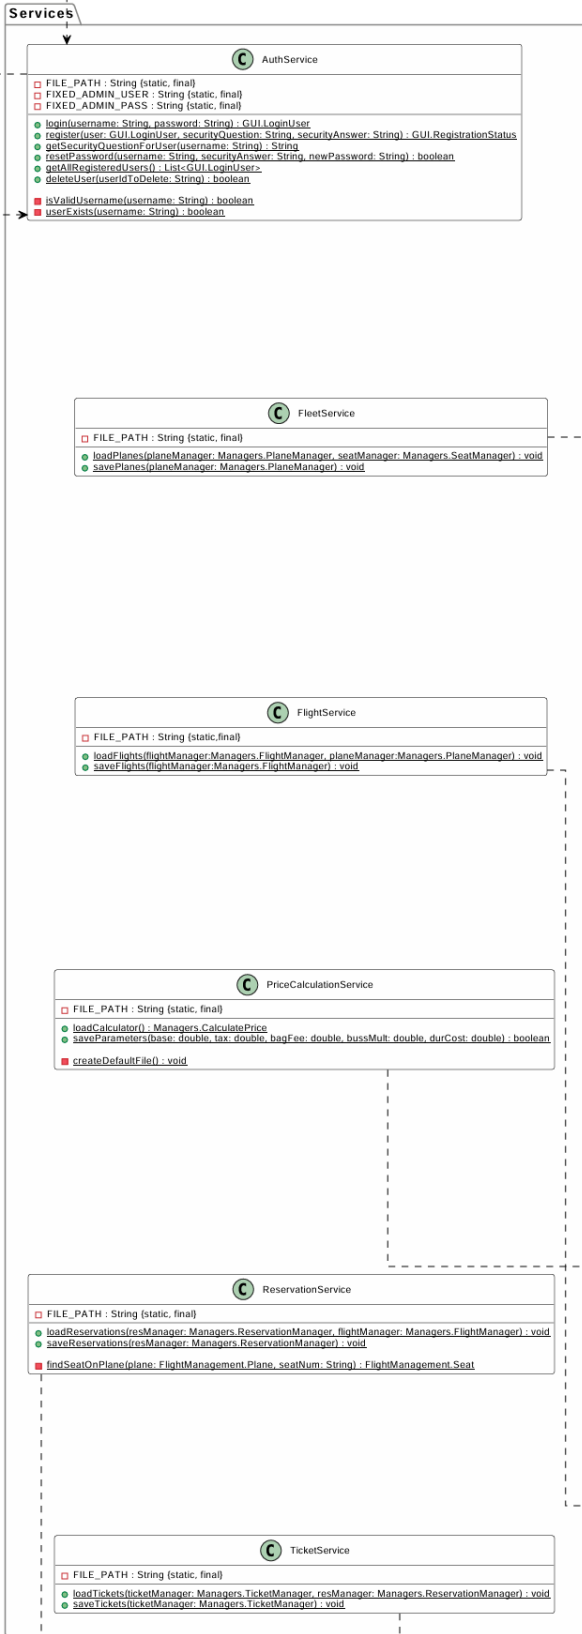 Services
C AuthService
FILE_PATH : String {static, final}
FIXED_ADMIN_USER : String {static, final}
FIXED_ADMIN_PASS : String {static, final}
login(username: String, password: String) : GUI.LoginUser
register(user: GUI.LoginUser, securityQuestion: String, securityAnswer: String) : GUI.RegistrationStatus
getSecurityQuestionForUser(username: String) : String
resetPassword(username: String, securityAnswer: String, newPassword: String) : boolean
getAllRegisteredUsers() : List<GUI.LoginUser>
deleteUser(userIdToDelete: String) : boolean
isValidUsername(username: String) : boolean
userExists(username: String) : boolean
C FleetService
FILE_PATH : String {static, final}
loadPlanes(planeManager: Managers.PlaneManager, seatManager: Managers.SeatManager) : void
savePlanes(planeManager: Managers.PlaneManager) : void
C FlightService
FILE_PATH : String {static,final}
loadFlights(flightManager:Managers.FlightManager, planeManager:Managers.PlaneManager) : void
saveFlights(flightManager:Managers.FlightManager) : void
C PriceCalculationService
FILE_PATH : String {static, final}
loadCalculator() : Managers.CalculatePrice
saveParameters(base: double, tax: double, bagFee: double, bussMult: double, durCost: double) : boolean
createDefaultFile() : void
C ReservationService
FILE_PATH : String {static, final}
loadReservations(resManager: Managers.ReservationManager, flightManager: Managers.FlightManager) : void
saveReservations(resManager: Managers.ReservationManager) : void
findSeatOnPlane(plane: FlightManagement.Plane, seatNum: String) : FlightManagement.Seat
C TicketService
FILE_PATH : String {static, final}
loadTickets(ticketManager: Managers.TicketManager, resManager: Managers.ReservationManager) : void
saveTickets(ticketManager: Managers.TicketManager) : void